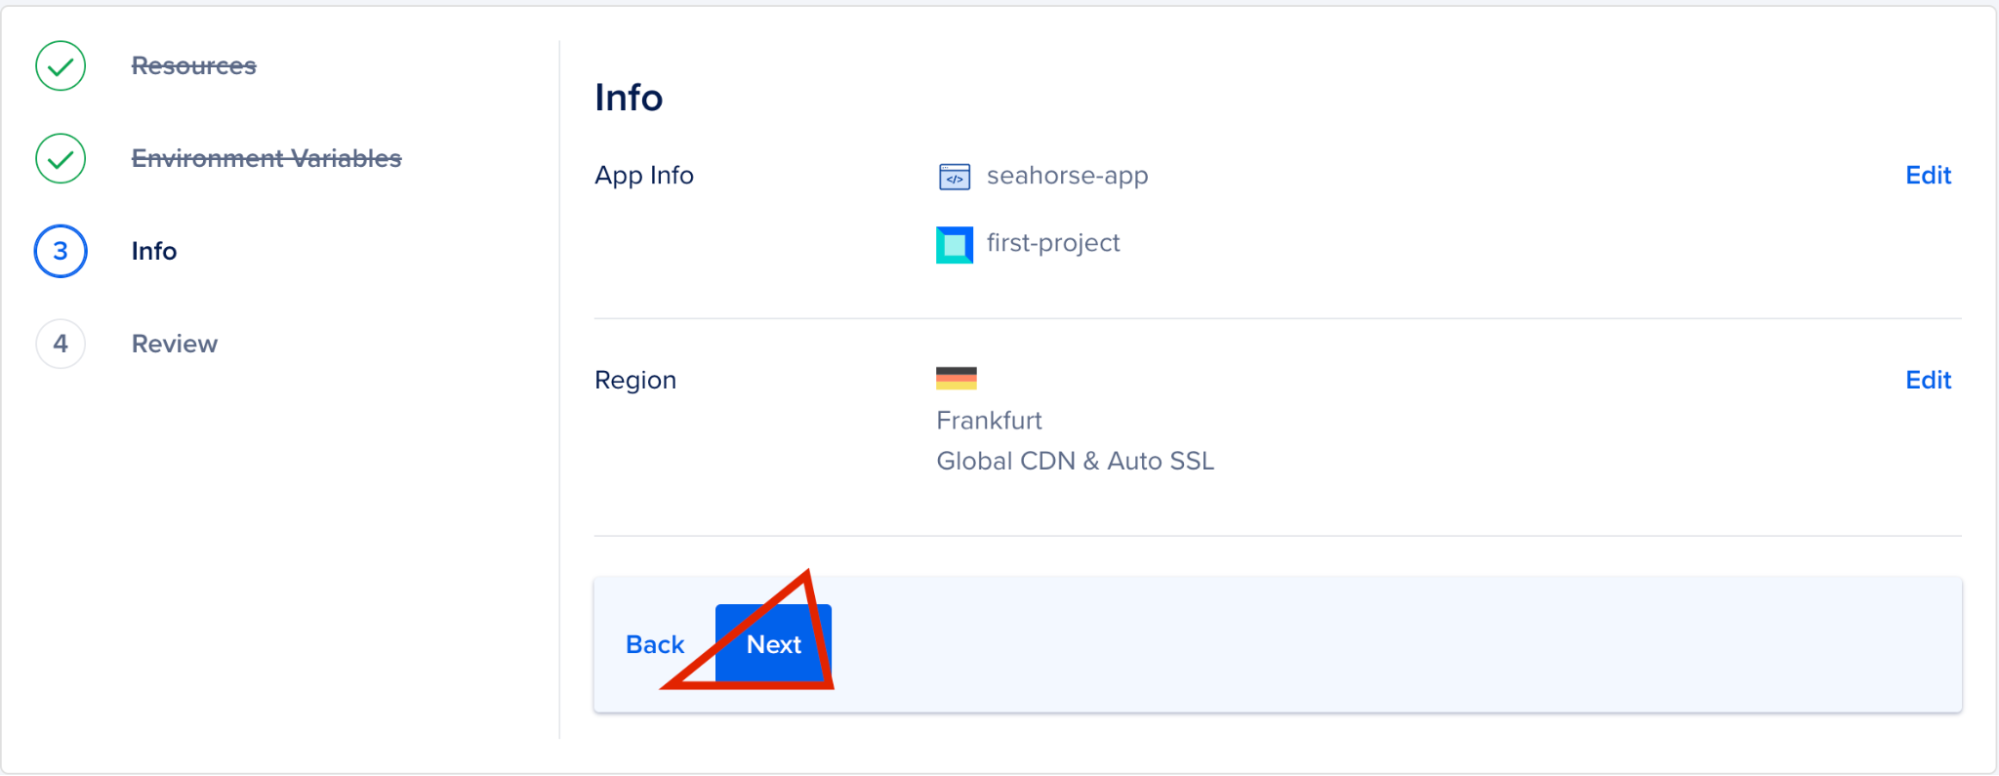 Resources
Environment Variables
3 Info
4 Review
Info
App Info
</> seahorse-app
Edit
first-project
Region
Edit
Frankfurt
Global CDN & Auto SSL
Back
Next